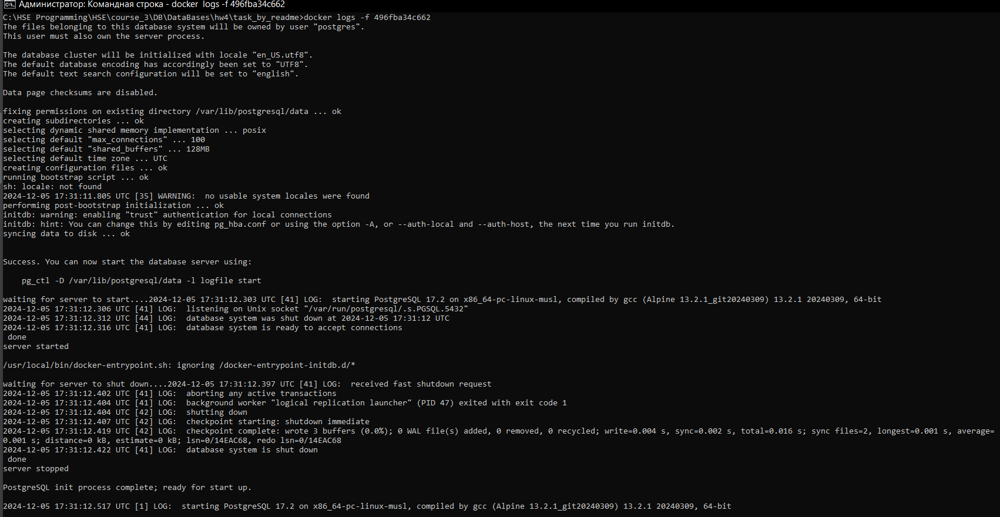 Администратор: Командная строка - docker  logs -f 496fba34c662
C:\HSE Programming\HSE\course_3\DB\DataBases\hw4\task_by_readme>docker logs -f 496fba34c662
The files belonging to this database system will be owned by user "postgres".
This user must also own the server process.

The database cluster will be initialized with locale "en_US.utf8".
The default database encoding has accordingly been set to "UTF8".
The default text search configuration will be set to "english".

Data page checksums are disabled.

fixing permissions on existing directory /var/lib/postgresql/data ... ok
creating subdirectories ... ok
selecting dynamic shared memory implementation ... posix
selecting default "max_connections" ... 100
selecting default "shared_buffers" ... 128MB
selecting default time zone ... UTC
creating configuration files ... ok
running bootstrap script ... ok
sh: locale: not found
2024-12-05 17:31:11.805 UTC [35] WARNING:  no usable system locales were found
performing post-bootstrap initialization ... ok
initdb: warning: enabling "trust" authentication for local connections
initdb: hint: You can change this by editing pg_hba.conf or using the option -A, or --auth-local and --auth-host, the next time you run initdb.
syncing data to disk ... ok

Success. You can now start the database server using:

    pg_ctl -D /var/lib/postgresql/data -l logfile start

waiting for server to start....2024-12-05 17:31:12.303 UTC [41] LOG:  starting PostgreSQL 17.2 on x86_64-pc-linux-musl, compiled by gcc (Alpine 13.2.1_git20240309) 13.2.1 20240309, 64-bit
2024-12-05 17:31:12.306 UTC [41] LOG:  listening on Unix socket "/var/run/postgresql/.s.PGSQL.5432"
2024-12-05 17:31:12.312 UTC [44] LOG:  database system was shut down at 2024-12-05 17:31:12 UTC
2024-12-05 17:31:12.316 UTC [41] LOG:  database system is ready to accept connections
 done
server started

/usr/local/bin/docker-entrypoint.sh: ignoring /docker-entrypoint-initdb.d/*

waiting for server to shut down....2024-12-05 17:31:12.397 UTC [41] LOG:  received fast shutdown request
2024-12-05 17:31:12.402 UTC [41] LOG:  aborting any active transactions
2024-12-05 17:31:12.404 UTC [41] LOG:  background worker "logical replication launcher" (PID 47) exited with exit code 1
2024-12-05 17:31:12.404 UTC [42] LOG:  shutting down
2024-12-05 17:31:12.407 UTC [42] LOG:  checkpoint starting: shutdown immediate
2024-12-05 17:31:12.419 UTC [42] LOG:  checkpoint complete: wrote 3 buffers (0.0%); 0 WAL file(s) added, 0 removed, 0 recycled; write=0.004 s, sync=0.002 s, total=0.016 s; sync files=2, longest=0.001 s, average=
0.001 s; distance=0 kB, estimate=0 kB; lsn=0/14EAC68, redo lsn=0/14EAC68
2024-12-05 17:31:12.422 UTC [41] LOG:  database system is shut down
 done
server stopped

PostgreSQL init process complete; ready for start up.

2024-12-05 17:31:12.517 UTC [1] LOG:  starting PostgreSQL 17.2 on x86_64-pc-linux-musl, compiled by gcc (Alpine 13.2.1_git20240309) 13.2.1 20240309, 64-bit